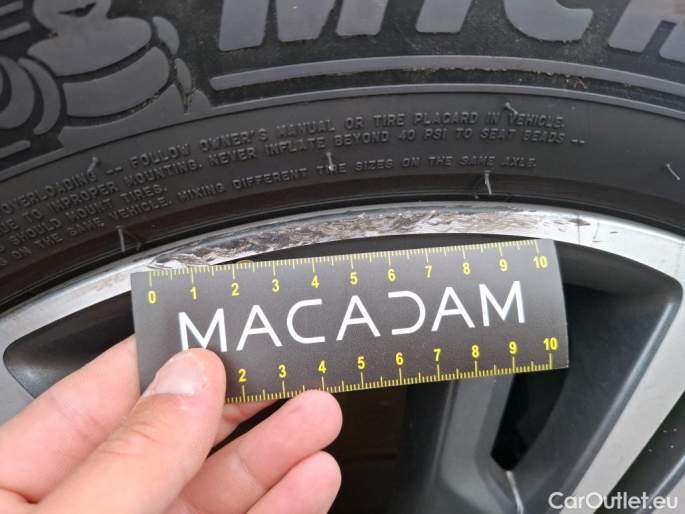 MICH
OVERLOADING -- FOLLOW OWNER'S MANUAL OR TIRE PLACARD IN VEHICLE.
DUE TO IMPROPER MOUNTING. NEVER INFLATE BEYOND 40 PSI TO SEAT BEADS --
SHOULD MOUNT TIRES.
ON THE SAME VEHICLE. MIXING DIFFERENT TIRE SIZES ON THE SAME AXLE.
0 1 2 3 4 5 6 7 8 9 10
MACADAM
2 3 4 5 6 7 8 9 10
CarOutlet.eu